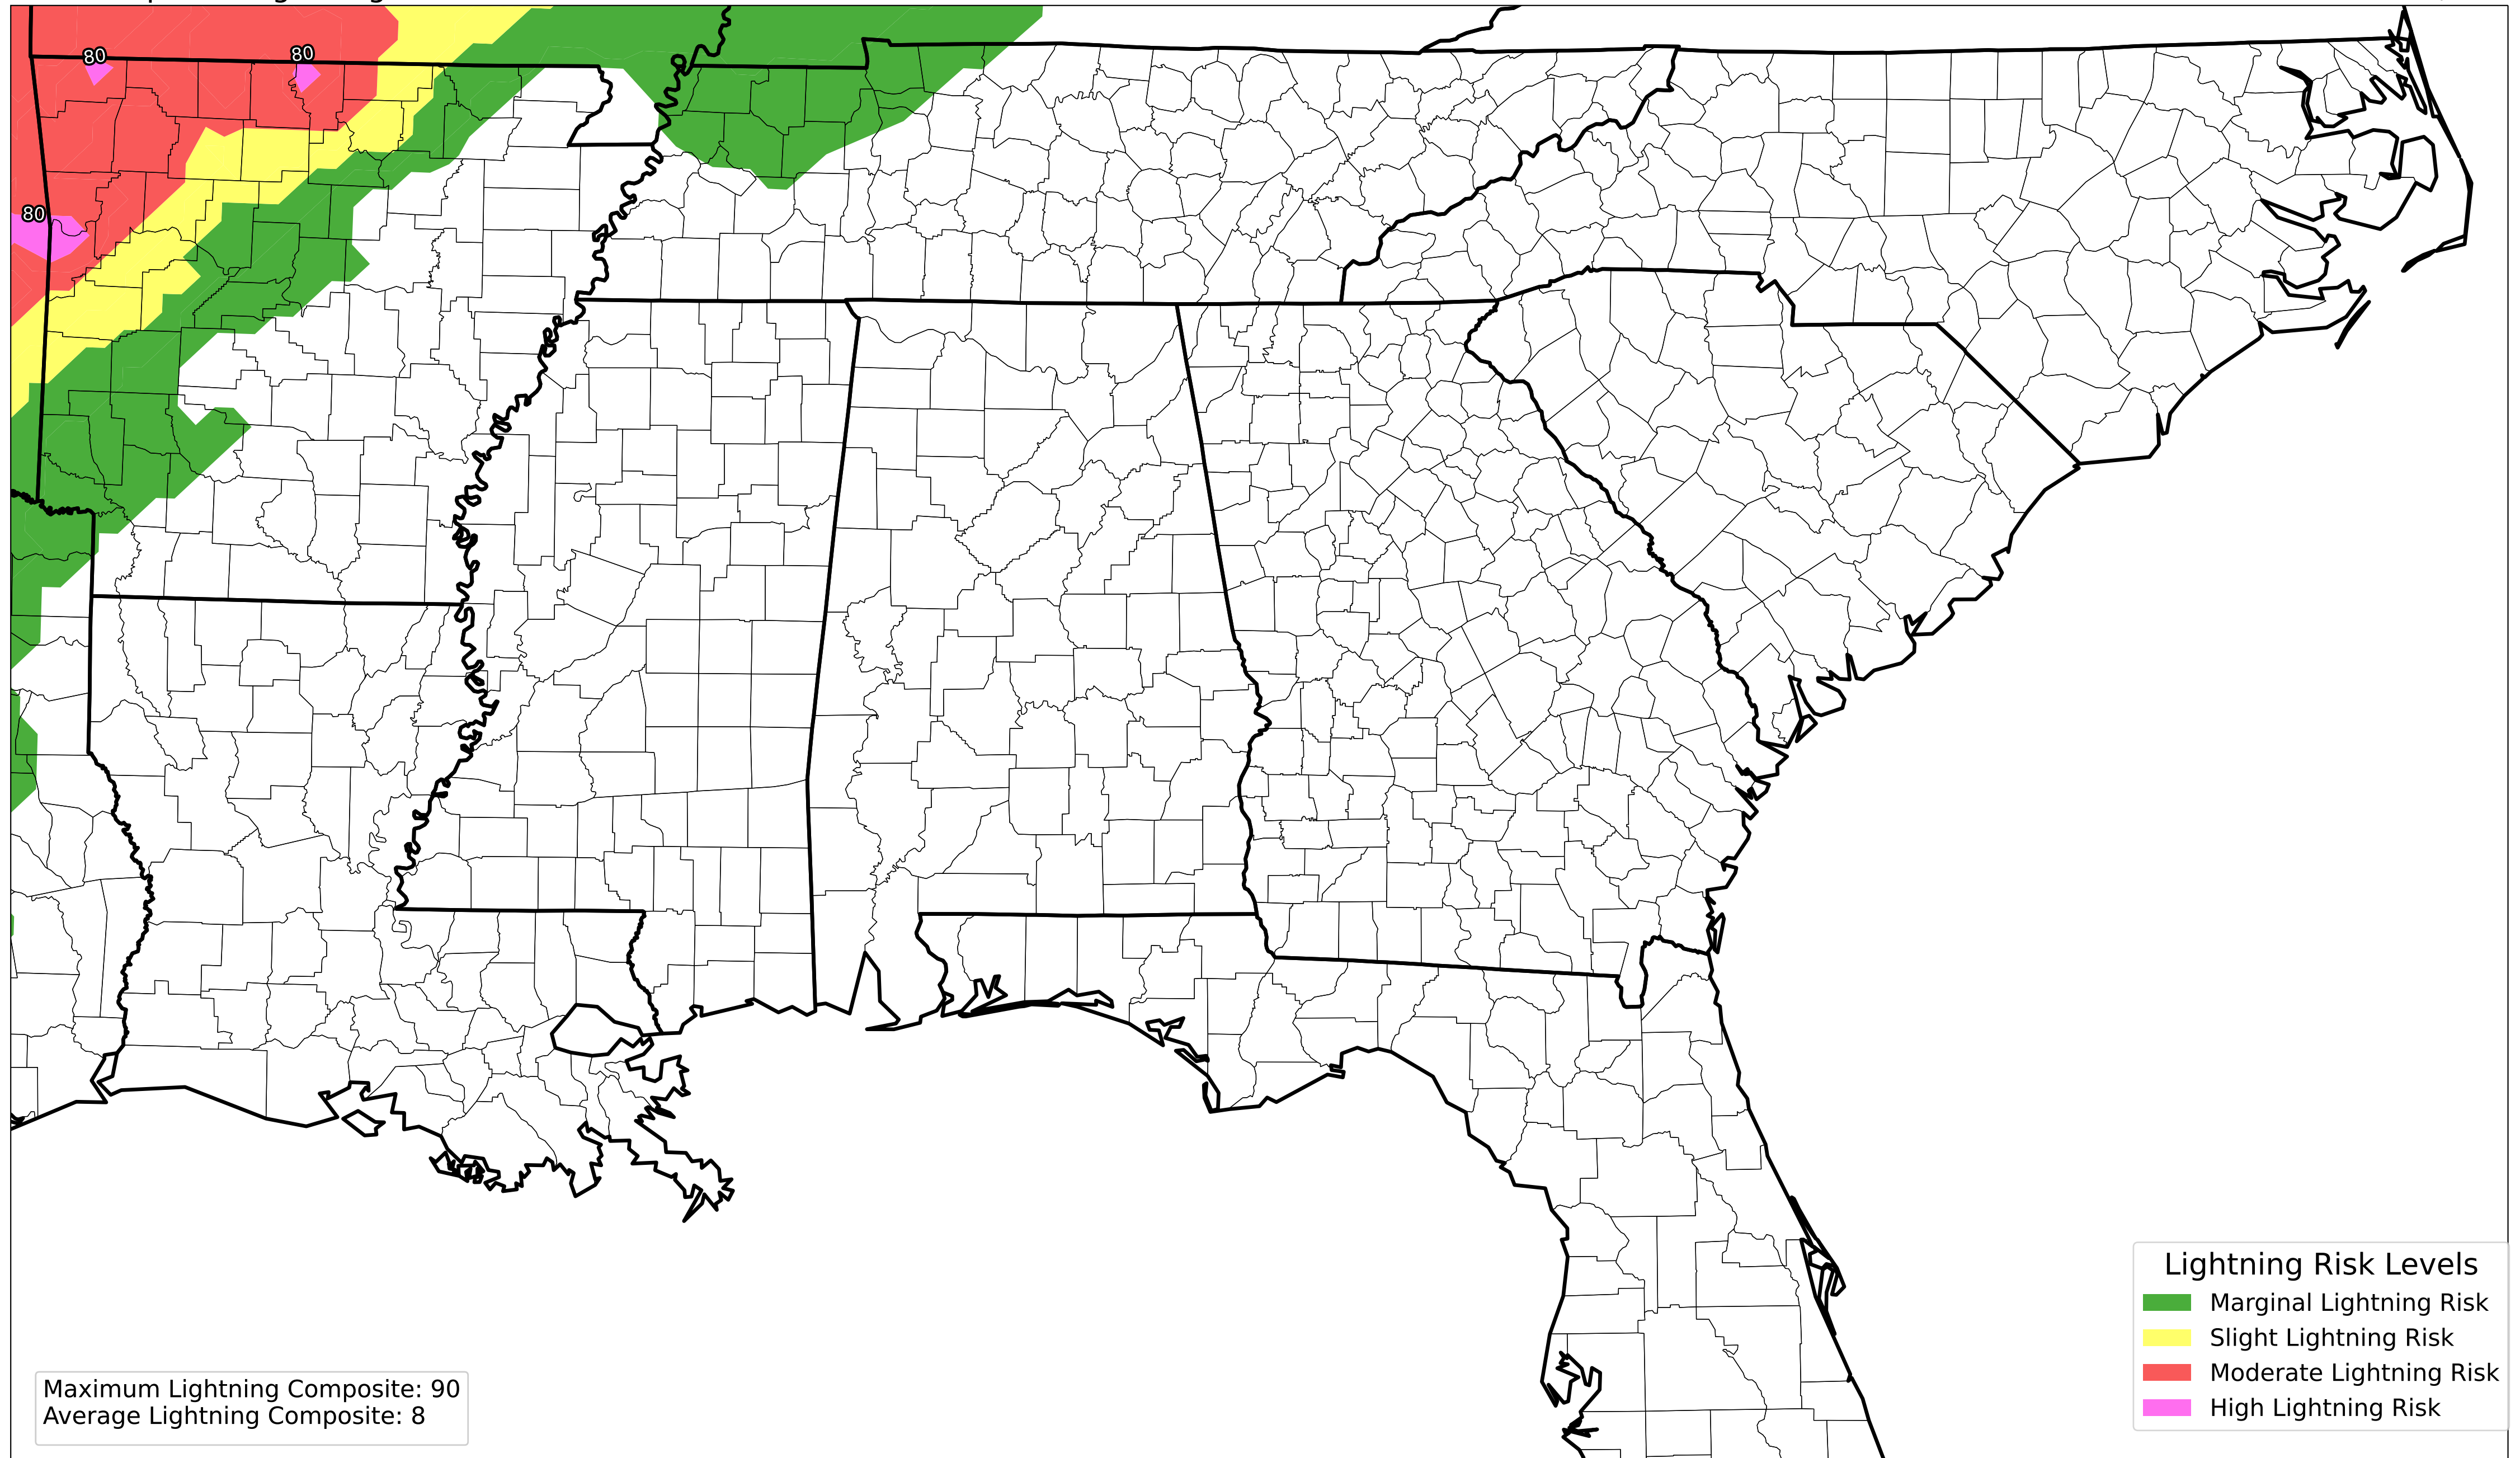 80
80
80
Lightning Risk Levels
Marginal Lightning Risk
Slight Lightning Risk
Moderate Lightning Risk
High Lightning Risk
Maximum Lightning Composite: 90
Average Lightning Composite: 8